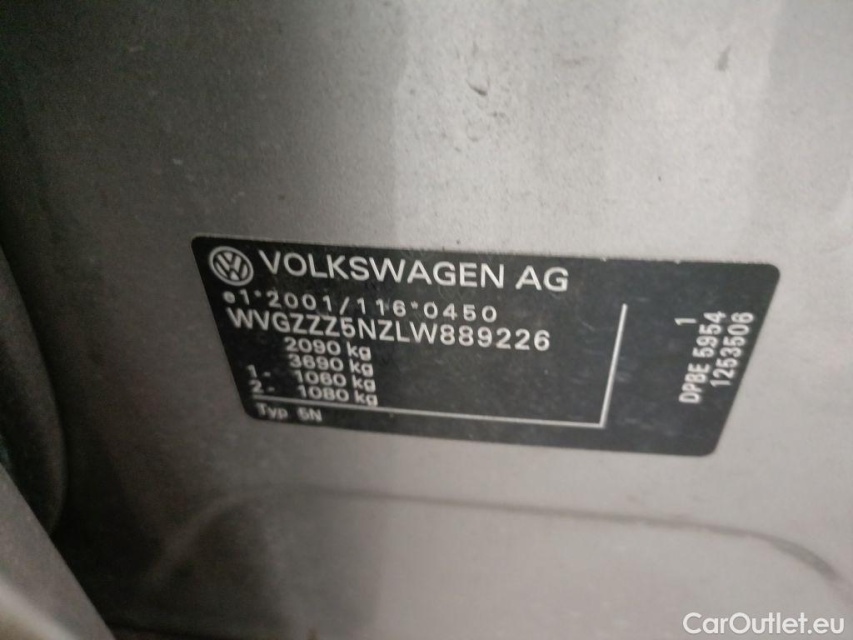 VOLKSWAGEN AG
e1*2001/116*0450
WVGZZZ5NZLW889226
2090 kg
3690 kg
1.- 1060 kg
2.- 1080 kg
Typ 5N
1
DPBE 5954
1253506
CarOutlet.eu